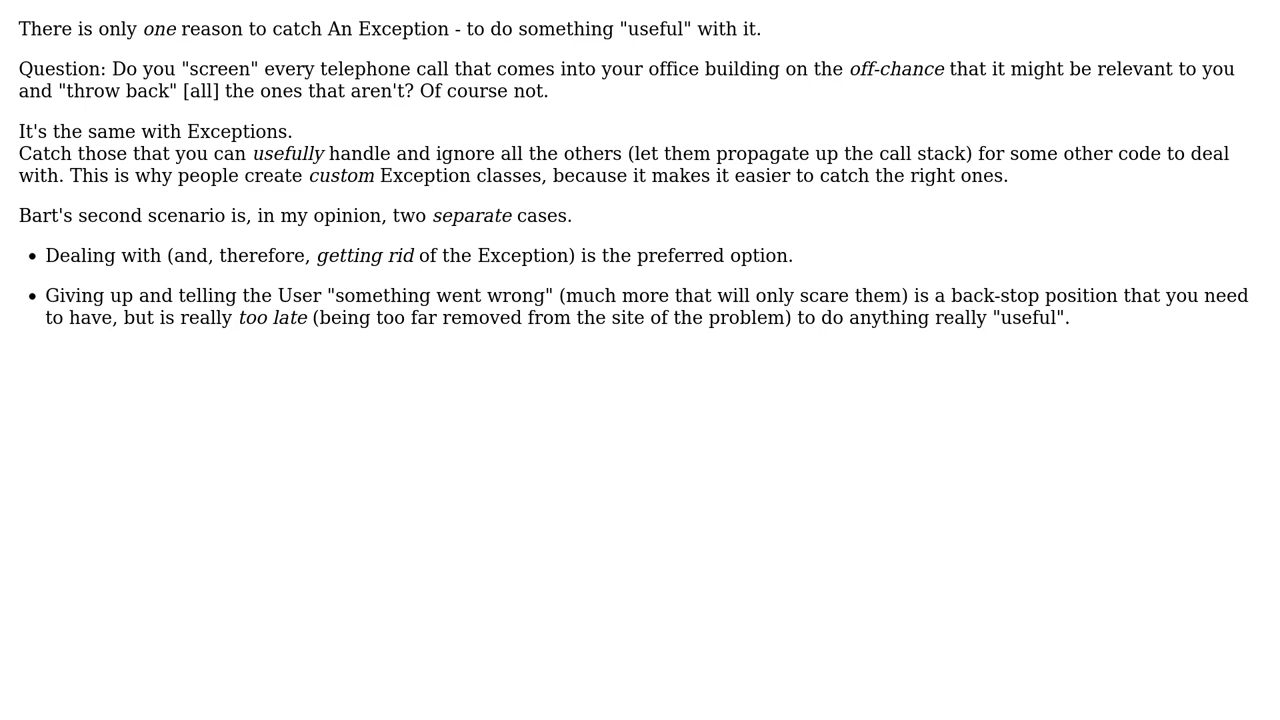 There is only one reason to catch An Exception - to do something "useful" with it.
Question: Do you "screen" every telephone call that comes into your office building on the off-chance that it might be relevant to you
and "throw back" [all] the ones that aren't? Of course not.
It's the same with Exceptions.
Catch those that you can usefully handle and ignore all the others (let them propagate up the call stack) for some other code to deal
with. This is why people create custom Exception classes, because it makes it easier to catch the right ones.
Bart's second scenario is, in my opinion, two separate cases.
• Dealing with (and, therefore, getting rid of the Exception) is the preferred option.
• Giving up and telling the User "something went wrong" (much more that will only scare them) is a back-stop position that you need
to have, but is really too late (being too far removed from the site of the problem) to do anything really "useful".